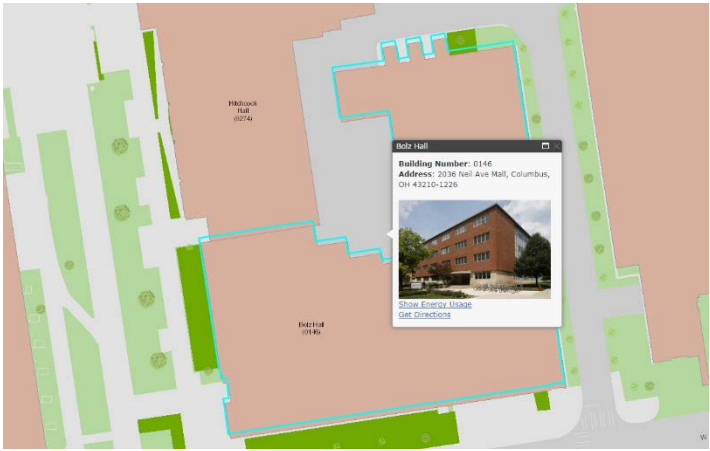 Hitchcock
Hall
(0274)
Bolz Hall
Building Number: 0146
Address: 2036 Neil Ave Mall, Columbus,
OH 43210-1226
Show Energy Usage
Get Directions
Bolz Hall
(0146)
W